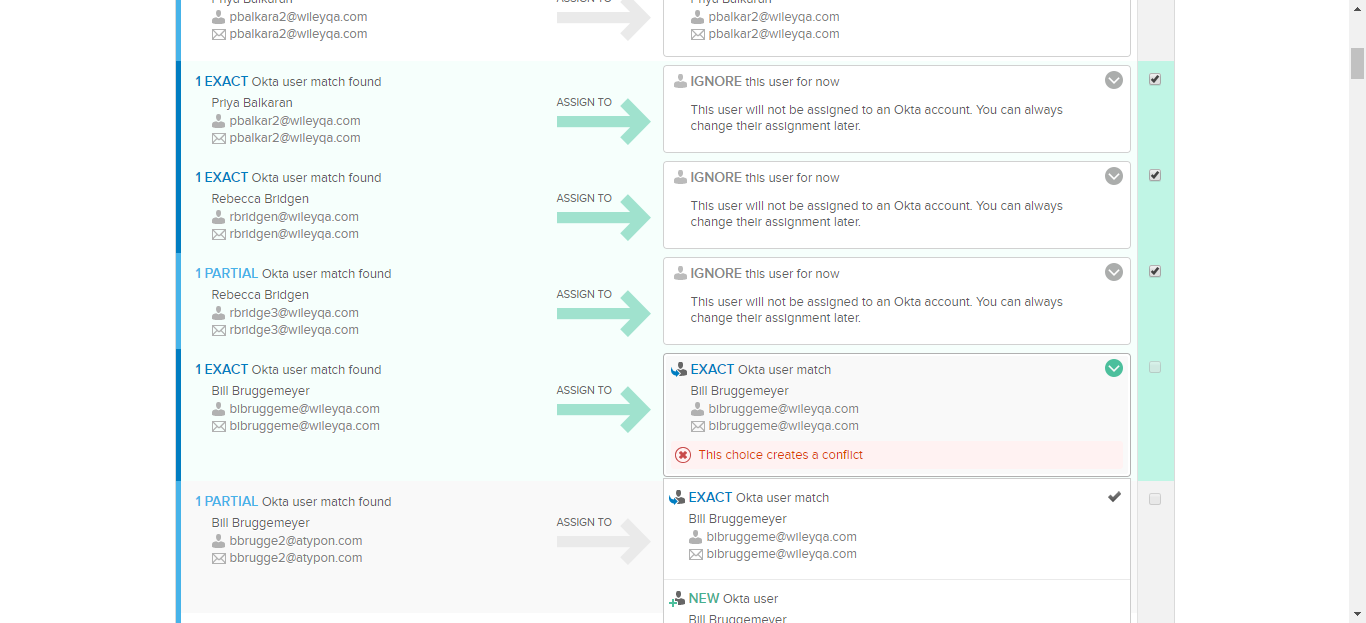 Priya Balkaran
pbalkara2@wileyqa.com
pbalkara2@wileyqa.com
ASSIGN TO
Priya Balkaran
pbalkar2@wileyqa.com
pbalkar2@wileyqa.com
1 EXACT Okta user match found
Priya Balkaran
pbalkar2@wileyqa.com
pbalkar2@wileyqa.com
ASSIGN TO
IGNORE this user for now
This user will not be assigned to an Okta account. You can always
change their assignment later.
1 EXACT Okta user match found
Rebecca Bridgen
rbridgen@wileyqa.com
rbridgen@wileyqa.com
ASSIGN TO
IGNORE this user for now
This user will not be assigned to an Okta account. You can always
change their assignment later.
1 PARTIAL Okta user match found
Rebecca Bridgen
rbridge3@wileyqa.com
rbridge3@wileyqa.com
ASSIGN TO
IGNORE this user for now
This user will not be assigned to an Okta account. You can always
change their assignment later.
1 EXACT Okta user match found
Bill Bruggemeyer
bibruggeme@wileyqa.com
bibruggeme@wileyqa.com
ASSIGN TO
EXACT Okta user match
Bill Bruggemeyer
bibruggeme@wileyqa.com
bibruggeme@wileyqa.com
This choice creates a conflict
1 PARTIAL Okta user match found
Bill Bruggemeyer
bbrugge2@atypon.com
bbrugge2@atypon.com
ASSIGN TO
EXACT Okta user match
Bill Bruggemeyer
bibruggeme@wileyqa.com
bibruggeme@wileyqa.com
NEW Okta user
Bill Bruggemeyer